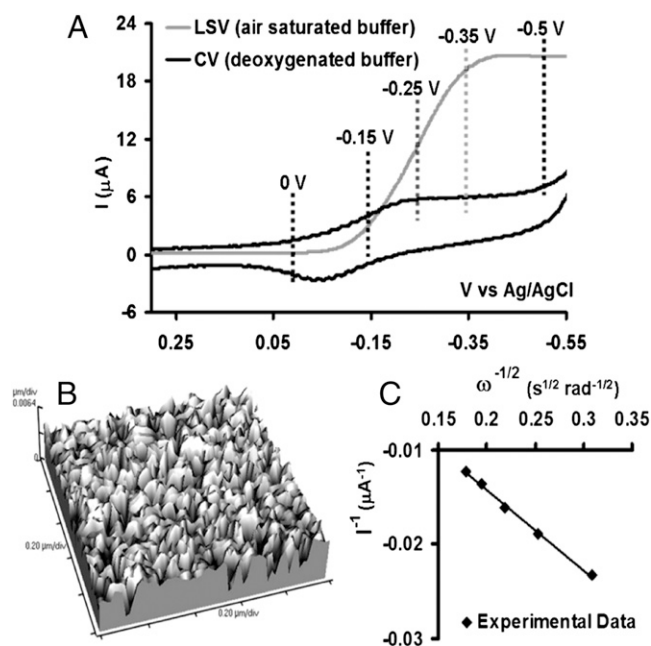 A
LSV (air saturated buffer)
CV (deoxygenated buffer)
24
18
12
6
0
-6
I (μA)
0 V
-0.15 V
-0.25 V
-0.35 V
-0.5 V
V vs Ag/AgCl
0.25
0.05
-0.15
-0.35
-0.55
B
μm/div
0.0064
0
0.20 μm/div
0.20 μm/div
C
ω-1/2 (s1/2 rad-1/2)
0.15
0.2
0.25
0.3
0.35
-0.01
-0.02
-0.03
I-1 (μA-1)
Experimental Data